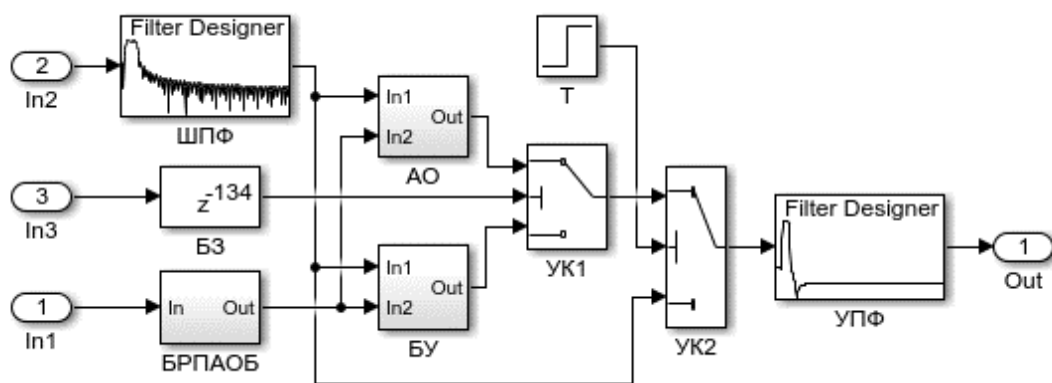 Filter Designer
2
In2
ШПФ
T
In1
In2
Out
АО
3
In3
z-134
БЗ
УК1
Filter Designer
УПФ
1
Out
1
In1
In
Out
БРПАОБ
In1
In2
Out
БУ
УК2